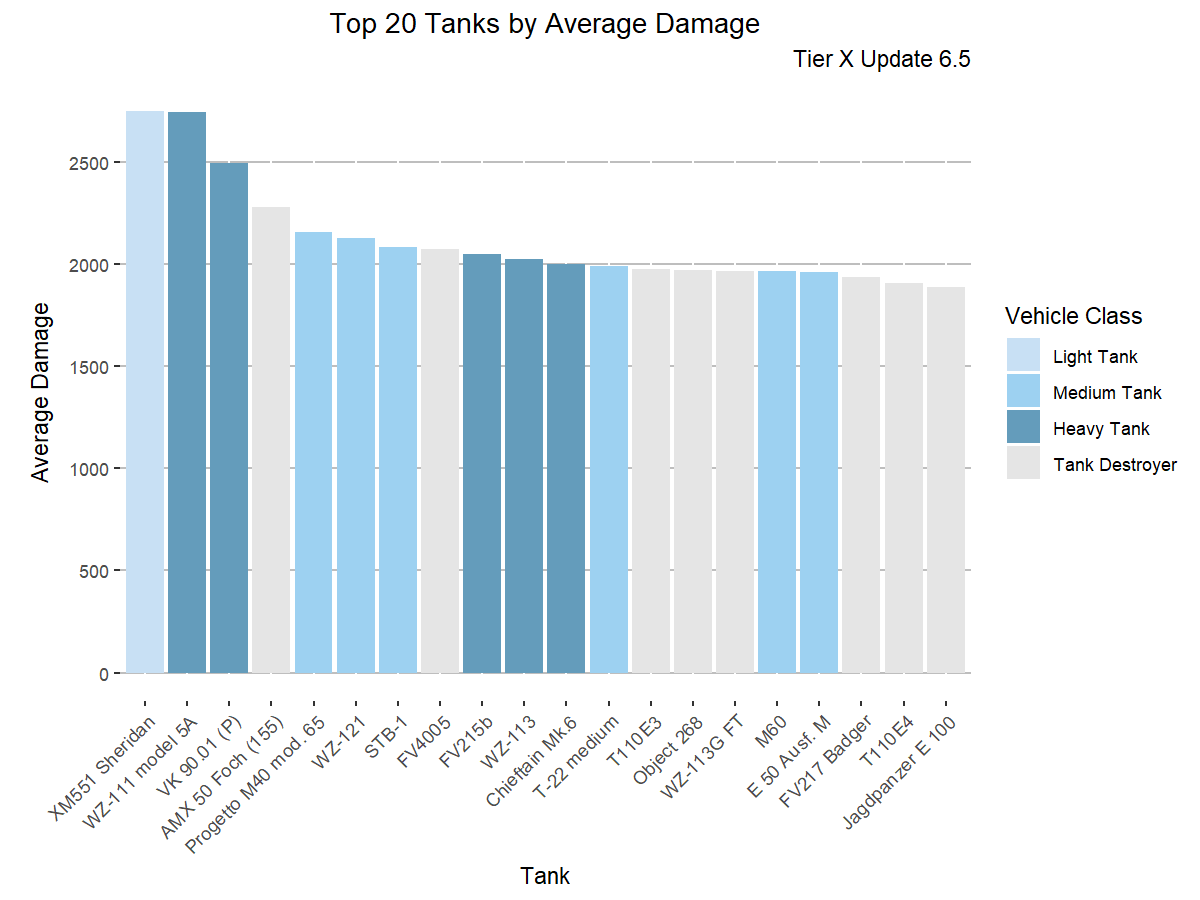 Top 20 Tanks by Average Damage
Tier X Update 6.5
Average Damage
2500
2000
1500
1000
500
0
XM551 Sheridan
WZ-111 model 5A
VK 90.01 (P)
AMX 50 Foch (155)
Progetto M40 mod. 65
WZ-121
STB-1
FV4005
FV215b
WZ-113
Chieftain Mk.6
T-22 medium
T110E3
Object 268
WZ-113G FT
M60
E 50 Ausf. M
FV217 Badger
T110E4
Jagdpanzer E 100
Tank
Vehicle Class
Light Tank
Medium Tank
Heavy Tank
Tank Destroyer